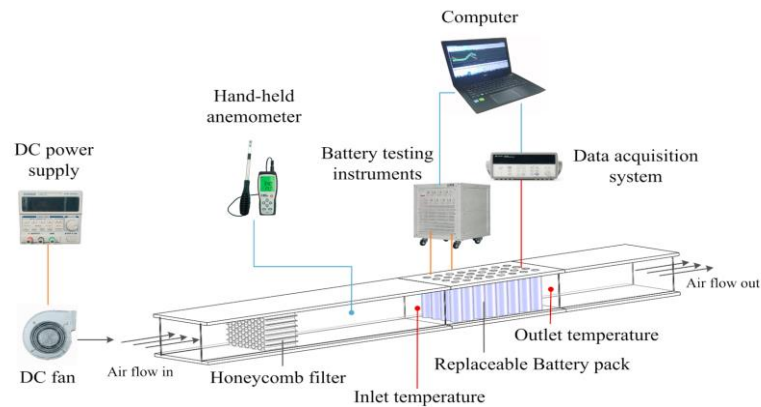 Computer
Hand-held
anemometer
DC power
supply
Battery testing
instruments
Data acquisition
system
Air flow out
Outlet temperature
Replaceable Battery pack
Honeycomb filter
Air flow in
DC fan
Inlet temperature